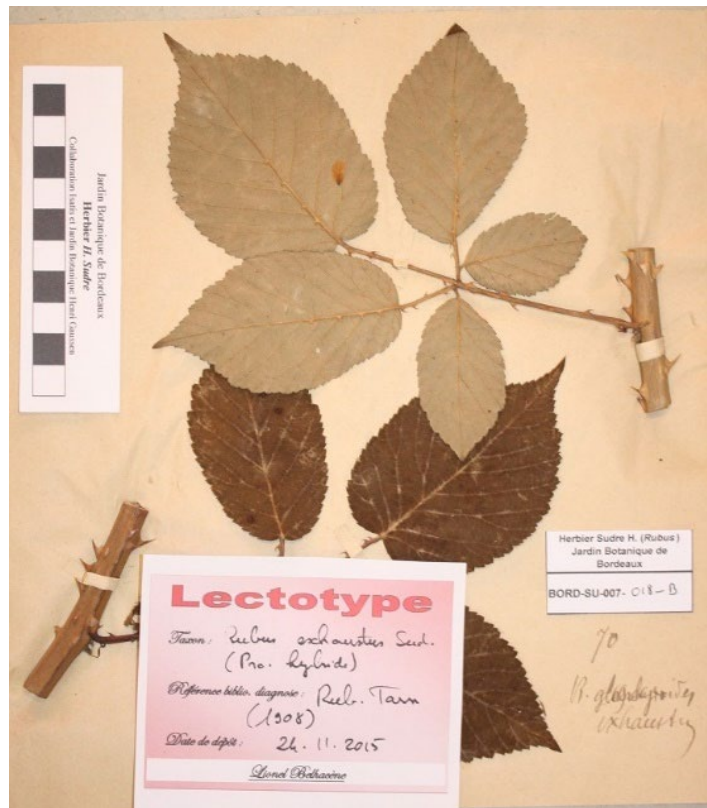 Jardin Botanique de Bordeaux
Herbier H. Sudre
Collaboration Isatis et Jardin Botanique Henri Gaussen
Herbier Sudre H. (Rubus)
Jardin Botanique de
Bordeaux
BORD-SU-007- 018-B
Lectotype
Taxon: Rubus exhaustus Sud.
(Pro. hybride)
Référence biblio. diagnose: Rub. Tarn
(1908)
Date de dépôt: 24.11.2015
Lionel Belhacène
70
R.
exhaustus